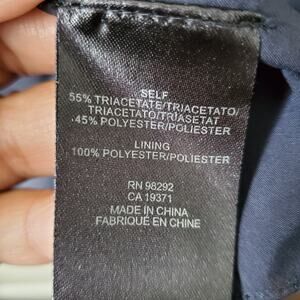 SELF
55% TRIACETATE/TRIACETATO/
TRIACETATO/TRIASETAT
45% POLYESTER/POLIESTER
LINING
100% POLYESTER/POLIESTER
RN 98292
CA 19371
MADE IN CHINA
FABRIQUÉ EN CHINE